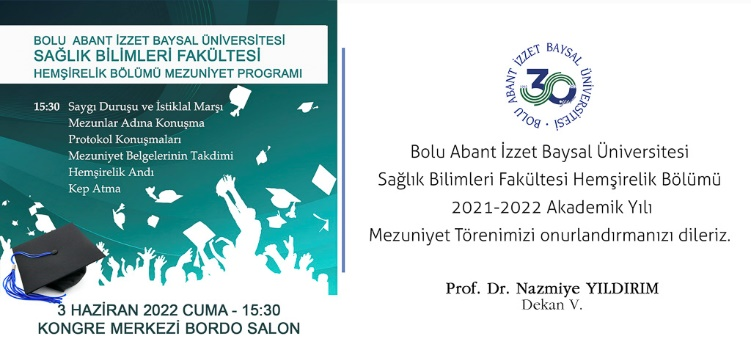 BOLU ABANT İZZET BAYSAL ÜNİVERSİTESİ
SAĞLIK BİLİMLERİ FAKÜLTESİ
HEMŞİRELİK BÖLÜMÜ MEZUNİYET PROGRAMI
15:30 Saygı Duruşu ve İstiklal Marşı
Mezunlar Adına Konuşma
Protokol Konuşmaları
Mezuniyet Belgelerinin Takdimi
Hemşirelik Andı
Kep Atma
3 HAZİRAN 2022 CUMA - 15:30
KONGRE MERKEZİ BORDO SALON
BOLU ABANT İZZET BAYSAL ÜNİVERSİTESİ
30
Bolu Abant İzzet Baysal Üniversitesi
Sağlık Bilimleri Fakültesi Hemşirelik Bölümü
2021-2022 Akademik Yılı
Mezuniyet Törenimizi onurlandırmanızı dileriz.
Prof. Dr. Nazmiye YILDIRIM
Dekan V.